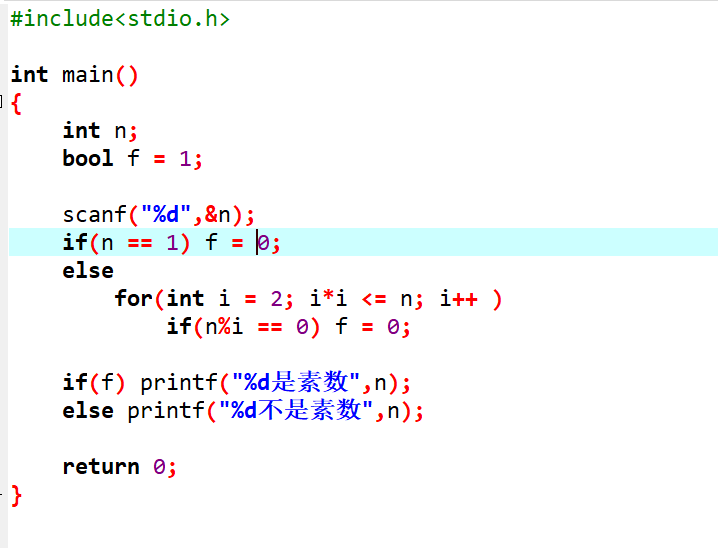 #include<stdio.h>
int main()
{
int n;
bool f = 1;
scanf("%d",&n);
if(n == 1) f = 0;
else
for(int i = 2; i*i <= n; i++ )
if(n%i == 0) f = 0;
if(f) printf("%d是素数",n);
else printf("%d不是素数",n);
return 0;
}